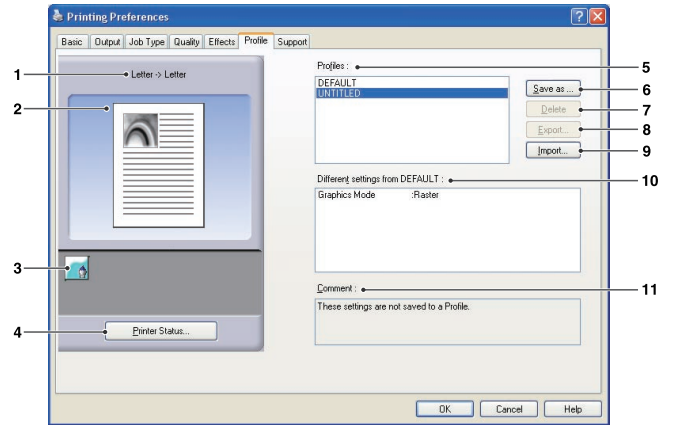 Printing Preferences
Basic Output Job Type Quality Effects Profile Support
1 Letter -> Letter
2
3
4 Printer Status...
Profiles : 5
DEFAULT
UNTITLED
Save as ... 6
Delete 7
Export... 8
Import... 9
Different settings from DEFAULT : 10
Graphics Mode :Raster
Comment : 11
These settings are not saved to a Profile.
OK Cancel Help